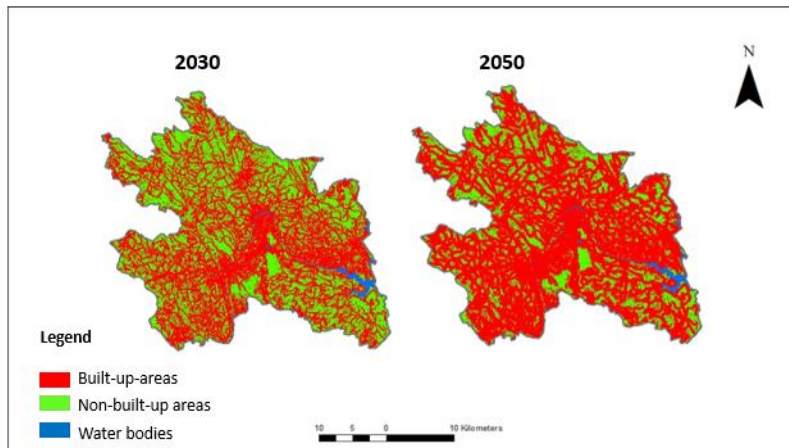 2030
2050
N
Legend
Built-up-areas
Non-built-up areas
Water bodies
10 5 0 10 Kilometers